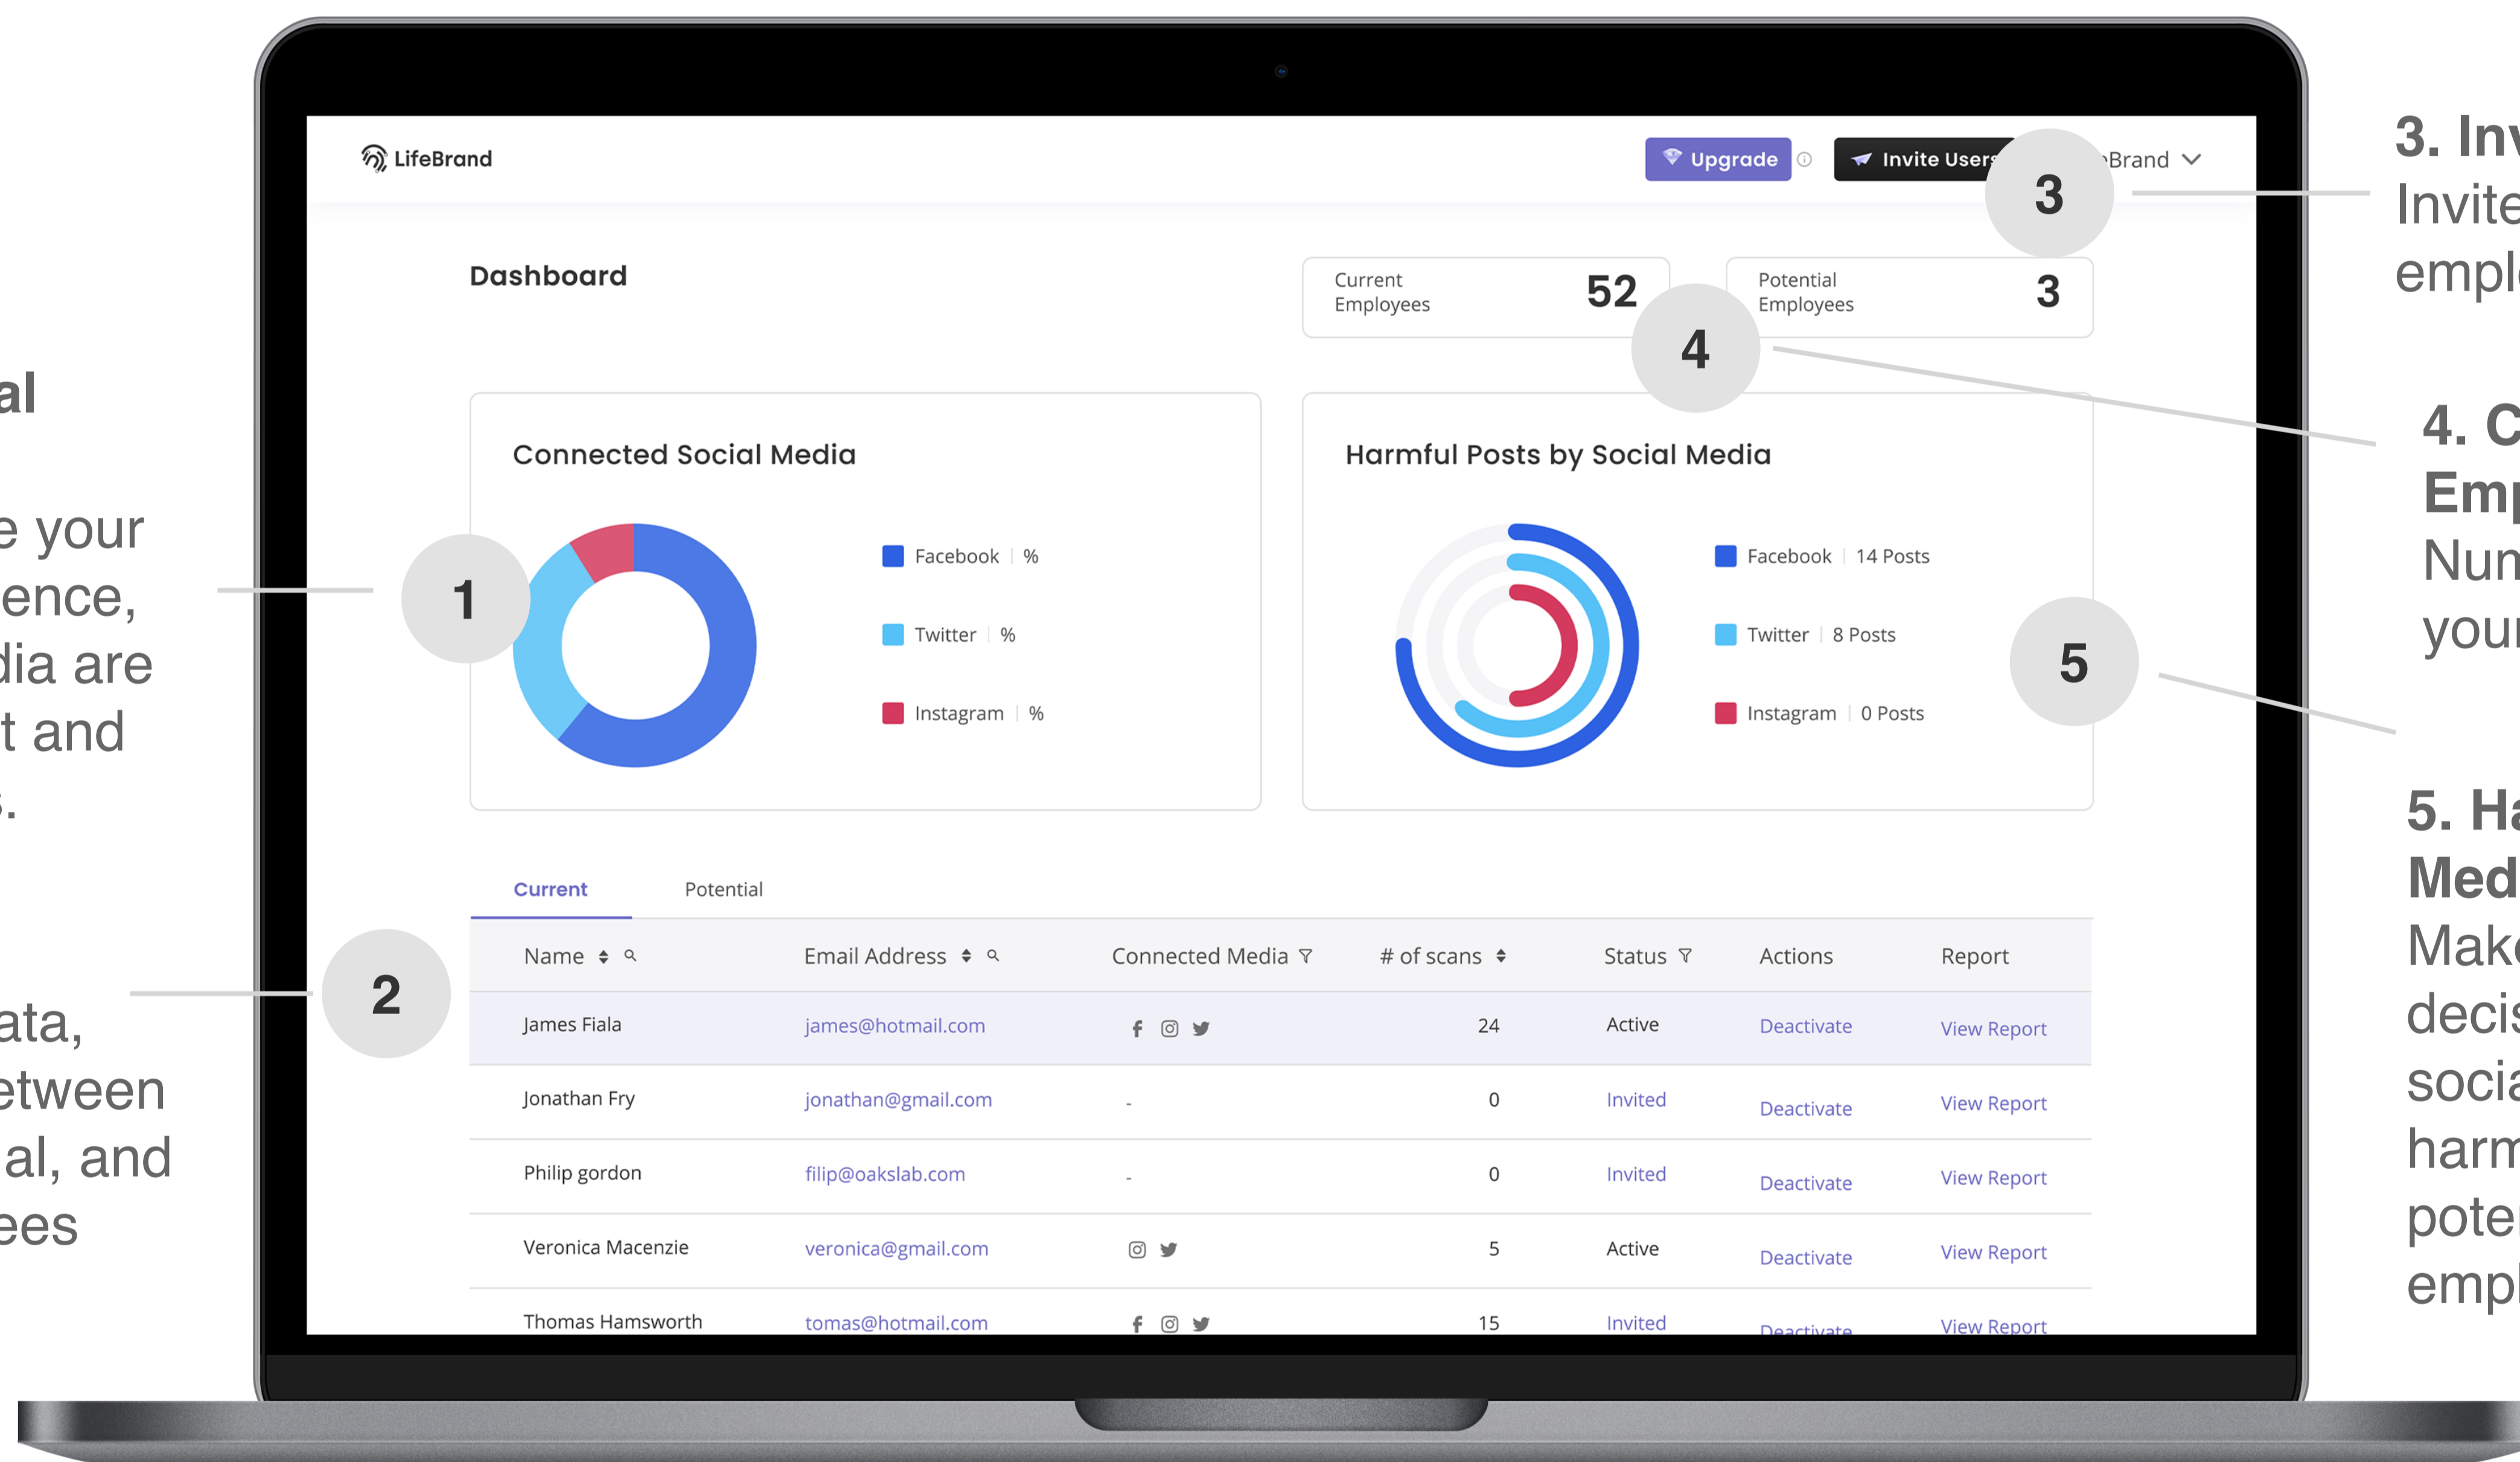 LifeBrand
Upgrade
Invite Users
Brand
3
Dashboard
Current
Employees
52
Potential
Employees
3
4
Connected Social Media
Facebook | %
Twitter | %
Instagram | %
1
Harmful Posts by Social Media
Facebook | 14 Posts
Twitter | 8 Posts
Instagram | 0 Posts
5
Current Potential
2
Name Email Address Connected Media # of scans Status Actions Report
James Fiala james@hotmail.com 24 Active Deactivate View Report
Jonathan Fry jonathan@gmail.com - 0 Invited Deactivate View Report
Philip gordon filip@oakslab.com - 0 Invited Deactivate View Report
Veronica Macenzie veronica@gmail.com 5 Active Deactivate View Report
Thomas Hamsworth tomas@hotmail.com 15 Invited Deactivate View Report
al
e your
ence,
dia are
t and
s.
ata,
etween
al, and
ees
3. Inv
Invite
empl
4. C
Emp
Num
your
5. Ha
Med
Make
decis
socia
harm
poter
empl